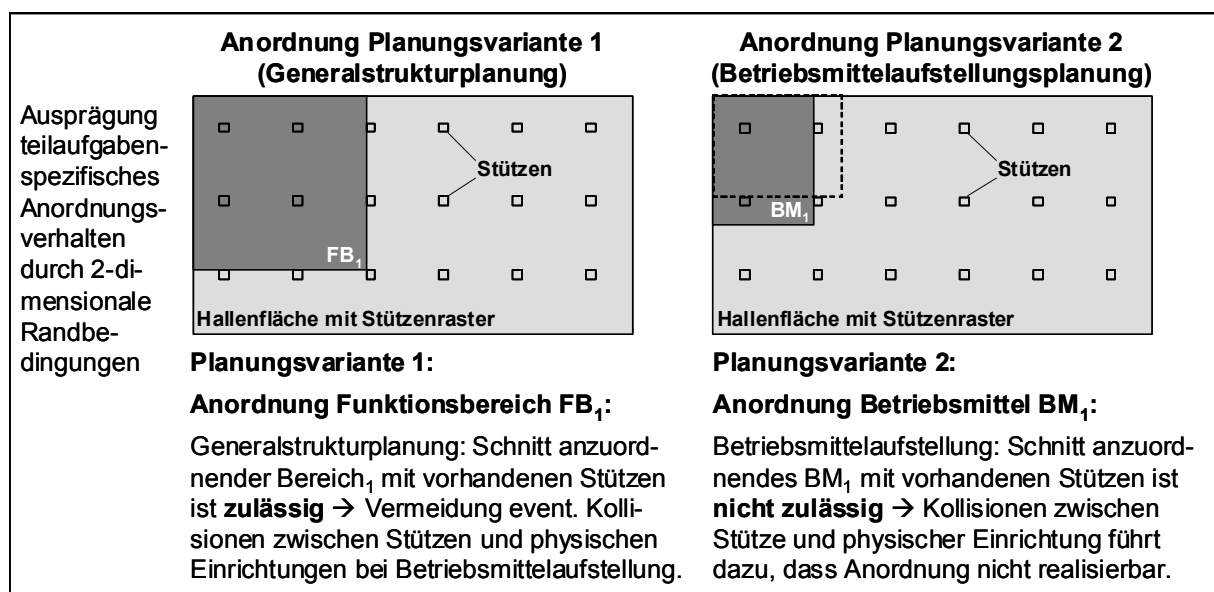 Anordnung Planungsvariante 1
(Generalstrukturplanung)
Anordnung Planungsvariante 2
(Betriebsmittelaufstellungsplanung)
Ausprägung
teilaufgaben-
spezifisches
Anordnungs-
verhalten
durch 2-di-
mensionale
Randbe-
dingungen
Stützen
FB₁
Hallenfläche mit Stützenraster
Stützen
BM₁
Hallenfläche mit Stützenraster
Planungsvariante 1:
Anordnung Funktionsbereich FB₁:
Generalstrukturplanung: Schnitt anzuord-
nender Bereich₁ mit vorhandenen Stützen
ist zulässig → Vermeidung event. Kolli-
sionen zwischen Stützen und physischen
Einrichtungen bei Betriebsmittelaufstellung.
Planungsvariante 2:
Anordnung Betriebsmittel BM₁:
Betriebsmittelaufstellung: Schnitt anzuord-
nendes BM₁ mit vorhandenen Stützen ist
nicht zulässig → Kollisionen zwischen
Stütze und physischer Einrichtung führt
dazu, dass Anordnung nicht realisierbar.